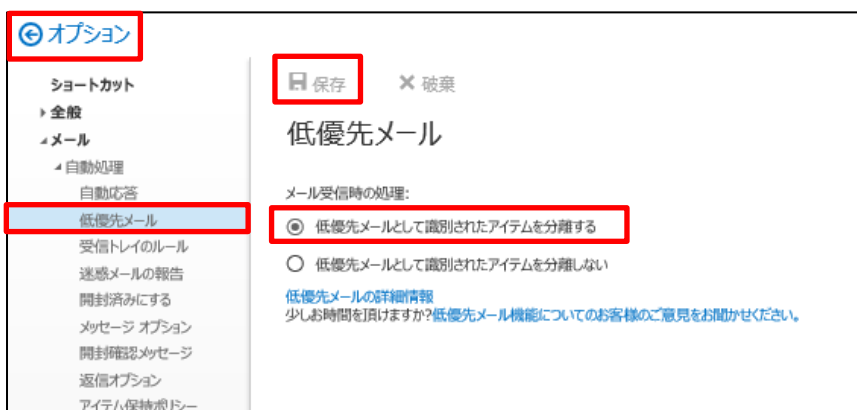 オプション
保存 破棄
ショートカット
全般
メール
自動処理
自動応答
低優先メール
受信トレイのルール
迷惑メールの報告
開封済みにする
メッセージ オプション
開封確認メッセージ
返信オプション
アイテム保持ポリシー
低優先メール
メール受信時の処理:
低優先メールとして識別されたアイテムを分離する
低優先メールとして識別されたアイテムを分離しない
低優先メールの詳細情報
少しお時間を頂けますか?低優先メール機能についてのお客様のご意見をお聞かせください。